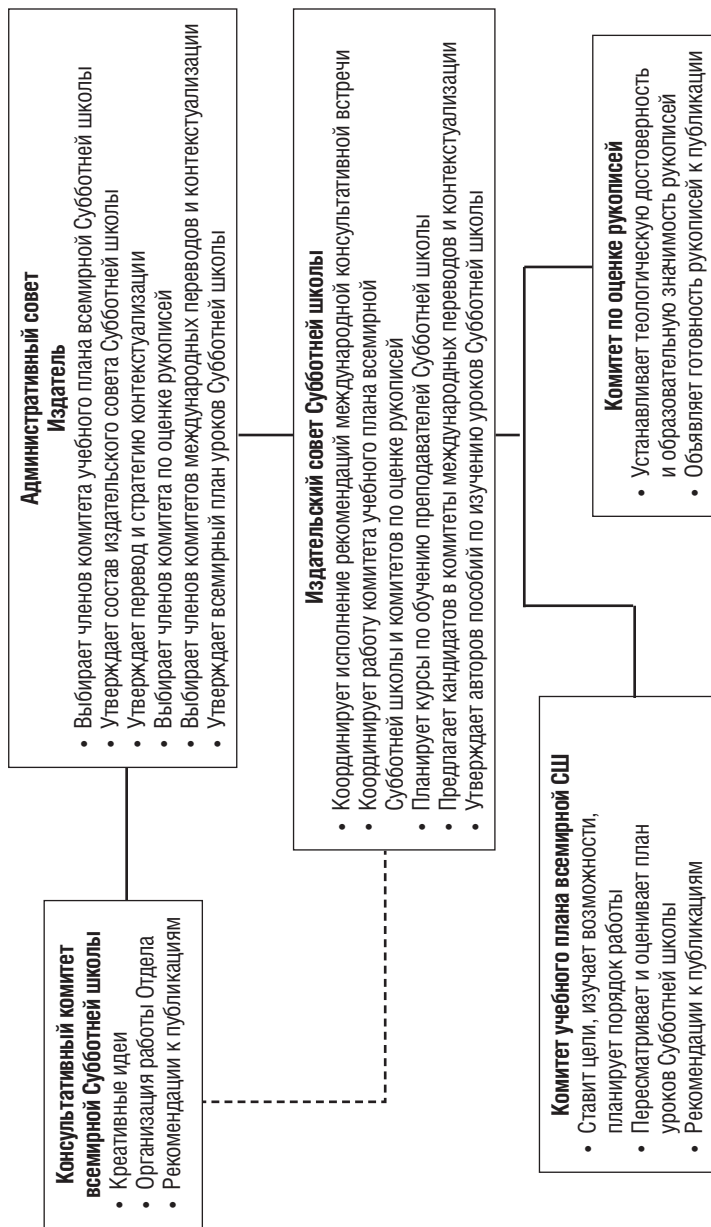 Административный совет
Издатель
• Выбирает членов комитета учебного плана всемирной Субботней школы
• Утверждает состав издательского совета Субботней школы
• Утверждает перевод и стратегию контекстуализации
• Выбирает членов комитета по оценке рукописей
• Выбирает членов комитетов международных переводов и контекстуализации
• Утверждает всемирный план уроков Субботней школы
Консультативный комитет
всемирной Субботней школы
• Креативные идеи
• Организация работы Отдела
• Рекомендации к публикациям
Издательский совет Субботней школы
• Координирует исполнение рекомендаций международной консультативной встречи
• Координирует работу комитета учебного плана всемирной
Субботней школы и комитетов по оценке рукописей
• Планирует курсы по обучению преподавателей Субботней школы
• Предлагает кандидатов в комитеты международных переводов и контекстуализации
• Утверждает авторов пособий по изучению уроков Субботней школы
Комитет учебного плана всемирной СШ
• Ставит цели, изучает возможности,
планирует порядок работы
• Пересматривает и оценивает план
уроков Субботней школы
• Рекомендации к публикациям
Комитет по оценке рукописей
• Устанавливает теологическую достоверность
и образовательную значимость рукописей
• Объявляет готовность рукописей к публикации